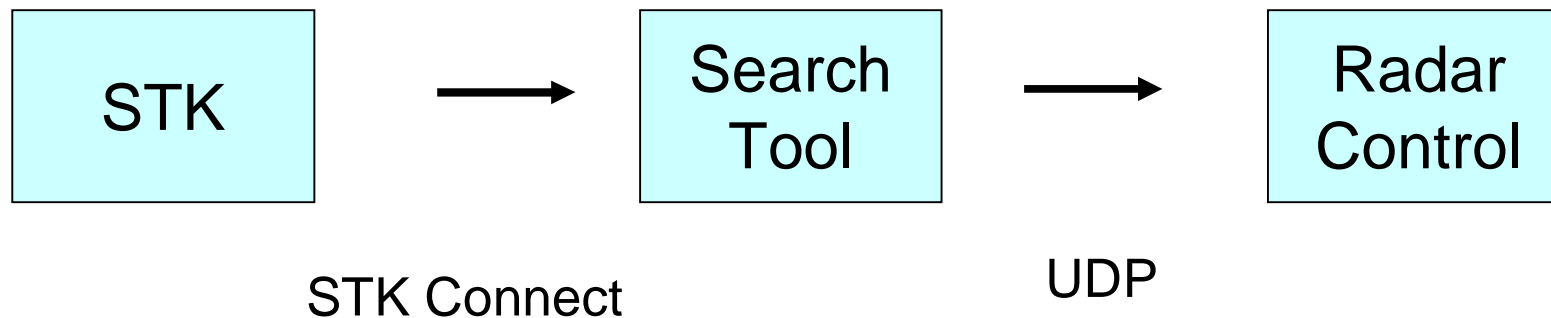 STK
Search
Tool
Radar
Control
STK Connect
UDP